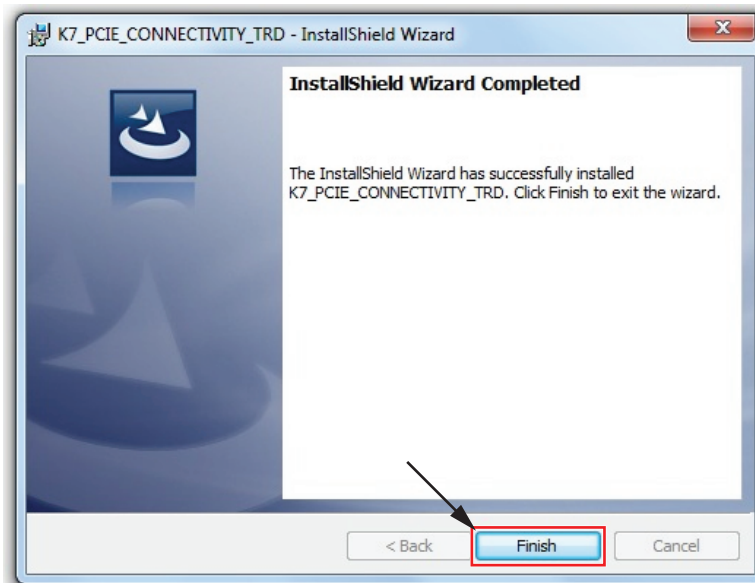 K7_PCIE_CONNECTIVITY_TRD - InstallShield Wizard
InstallShield Wizard Completed
The InstallShield Wizard has successfully installed
K7_PCIE_CONNECTIVITY_TRD. Click Finish to exit the wizard.
< Back Finish Cancel